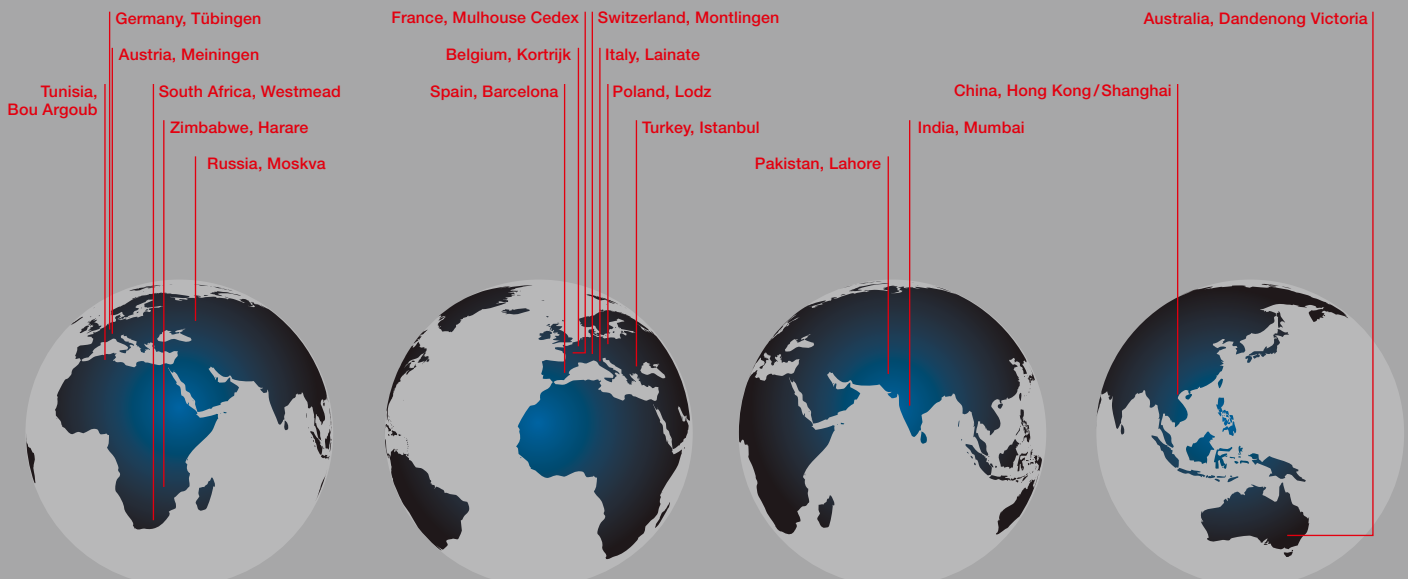 Germany, Tübingen
Austria, Meiningen
Tunisia,
Bou Argoub
South Africa, Westmead
Zimbabwe, Harare
Russia, Moskva
France, Mulhouse Cedex
Switzerland, Montlingen
Belgium, Kortrijk
Italy, Lainate
Spain, Barcelona
Poland, Lodz
Turkey, Istanbul
Pakistan, Lahore
India, Mumbai
China, Hong Kong/Shanghai
Australia, Dandenong Victoria